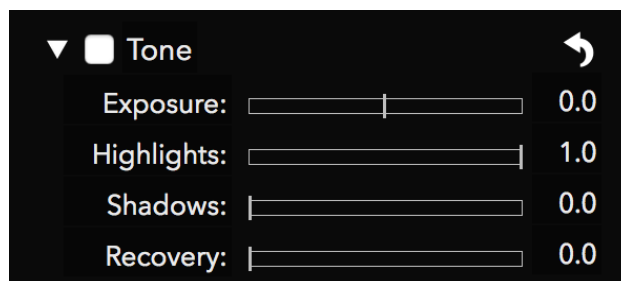 Tone
Exposure: 0.0
Highlights: 1.0
Shadows: 0.0
Recovery: 0.0